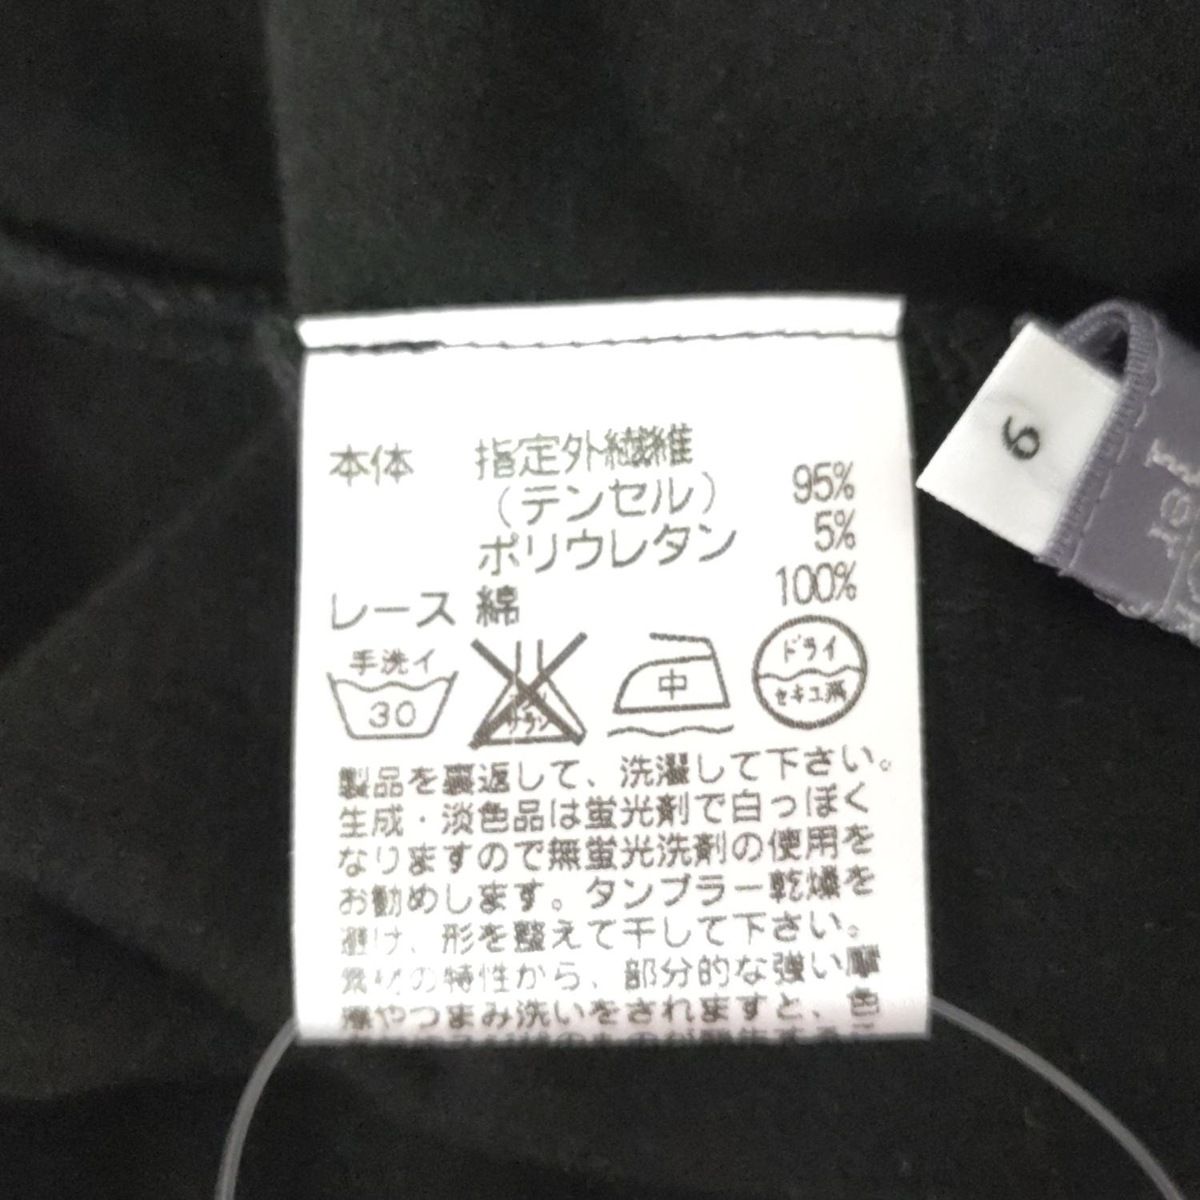 本体 指定外繊維
(テンセル) 95%
ポリウレタン 5%
レース 綿 100%
手洗イ
30
サラシ
中
ドライ
セキユ系
製品を裏返して、洗濯して下さい。
生成・淡色品は蛍光剤で白っぽく
なりますので無蛍光洗剤の使用を
お勧めします。タンブラー乾燥を
避け、形を整えて干して下さい。
素材の特性から、部分的な強い摩
擦やつまみ洗いをされますと、色
9